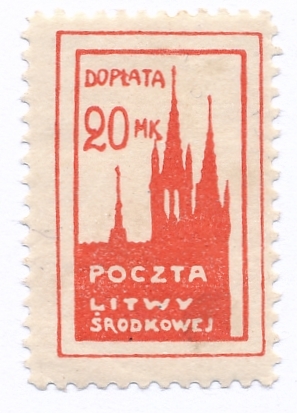 DOPŁATA
20 MK
POCZTA
LITWY
ŚRODKOWEJ